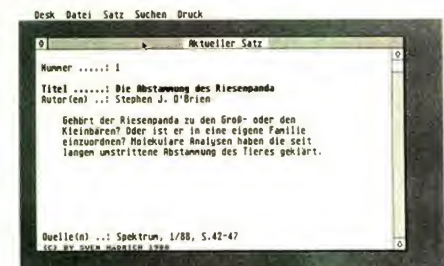 Desk Datei Satz Suchen Druck
Aktueller Satz
Nummer .....: 1
Titel ......: Die Abstammung des Riesenpanda
Autor(en) ..: Stephen J. O'Brien
Gehört der Riesenpanda zu den Groß- oder den
Kleinbären? Oder ist er in eine eigene Familie
einzuordnen? Molekulare Analysen haben die seit
langem umstrittene Abstammung des Tieres geklärt.
Quelle(n) ..: Spektrum, 1/88, S.42-47
(C) BY SVEN HÄDRICH 1988